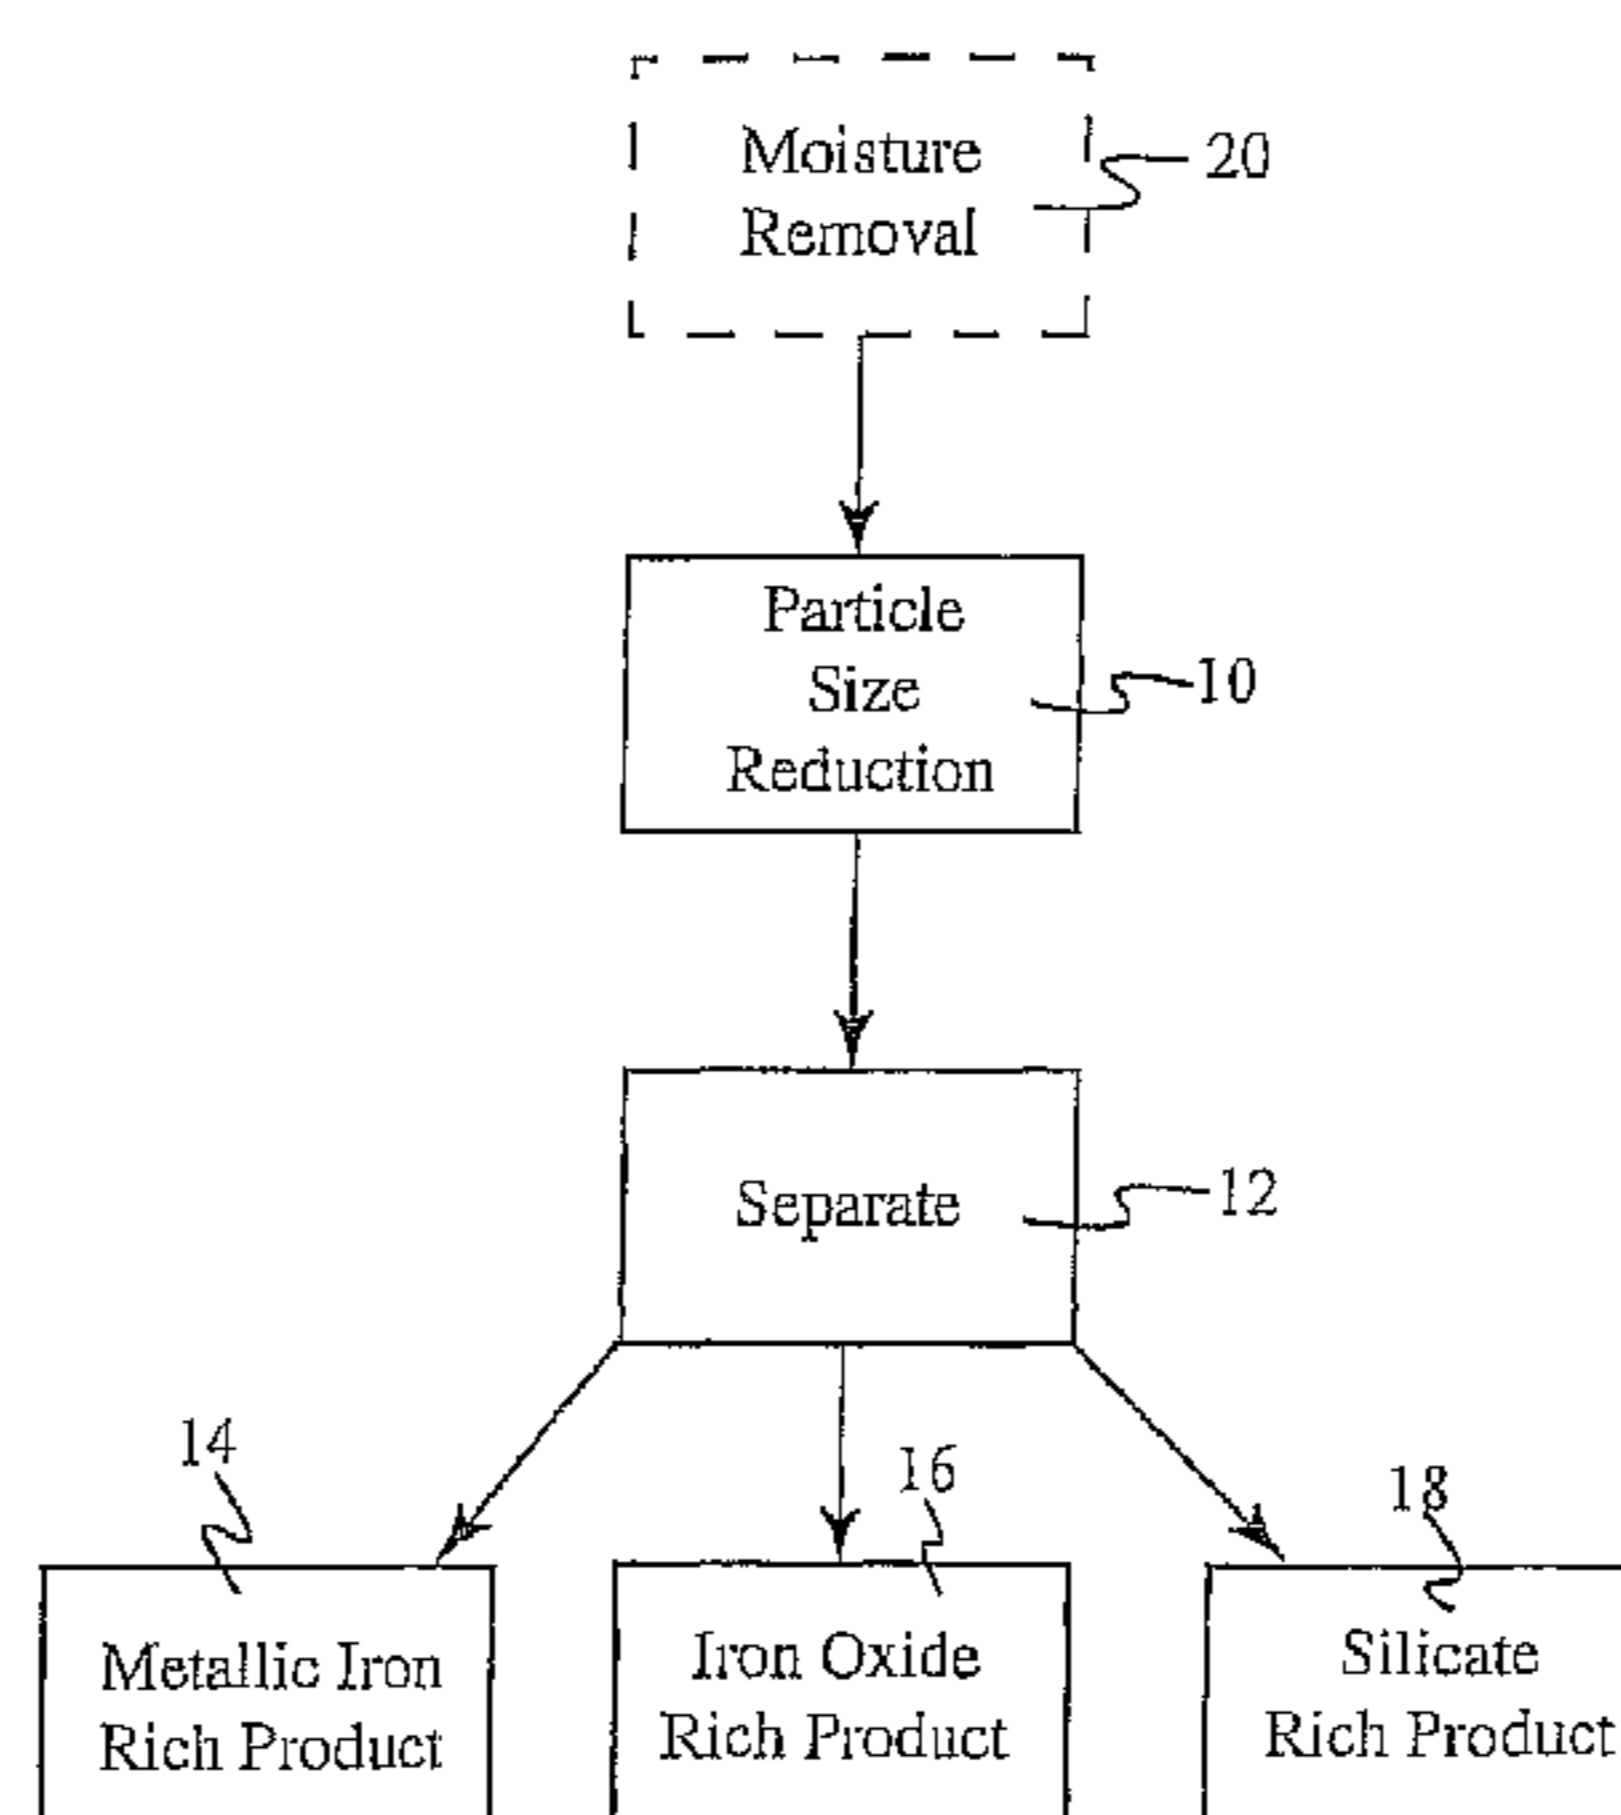 Moisture
Removal
20
Particle
Size
Reduction
10
Separate
12
14
16
18
Metallic Iron
Rich Product
Iron Oxide
Rich Product
Silicate
Rich Product